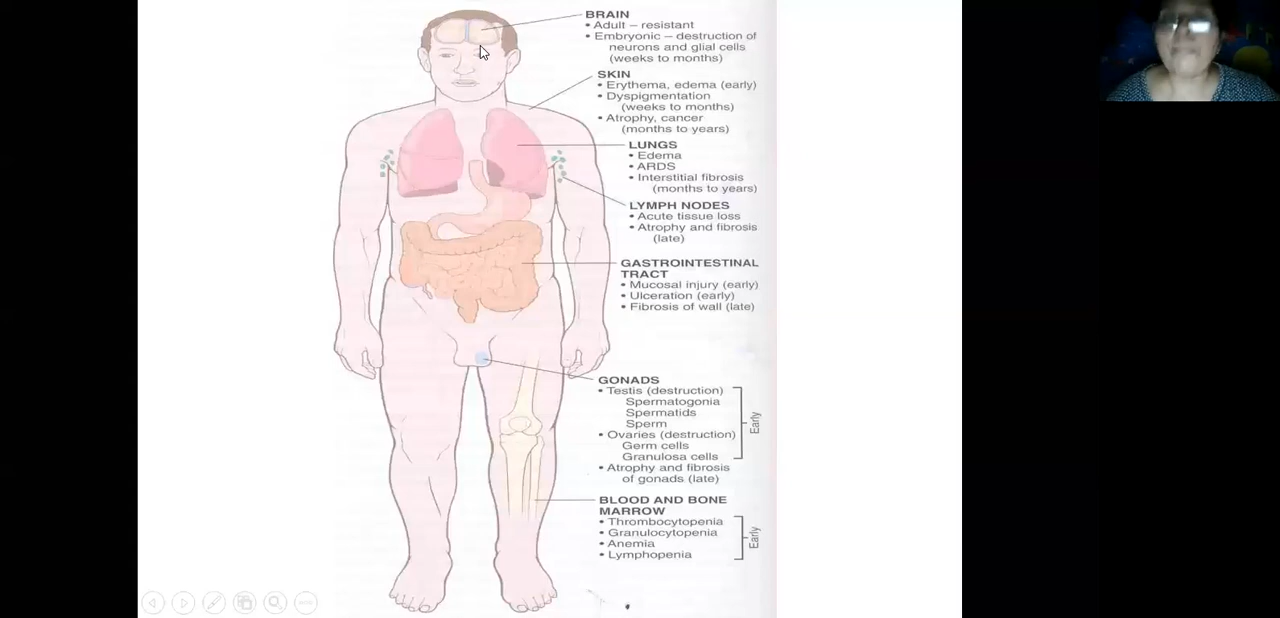 BRAIN
• Adult – resistant
• Embryonic – destruction of
neurons and glial cells
(weeks to months)
SKIN
• Erythema, edema (early)
• Dyspigmentation
(weeks to months)
• Atrophy, cancer
(months to years)
LUNGS
• Edema
• ARDS
• Interstitial fibrosis
(months to years)
LYMPH NODES
• Acute tissue loss
• Atrophy and fibrosis
(late)
GASTROINTESTINAL
TRACT
• Mucosal injury (early)
• Ulceration (early)
• Fibrosis of wall (late)
GONADS
• Testis (destruction)
Spermatogonia
Spermatids
Sperm
• Ovaries (destruction)
Germ cells
Granulosa cells
Early
• Atrophy and fibrosis
of gonads (late)
BLOOD AND BONE
MARROW
• Thrombocytopenia
• Granulocytopenia
• Anemia
• Lymphopenia
Early